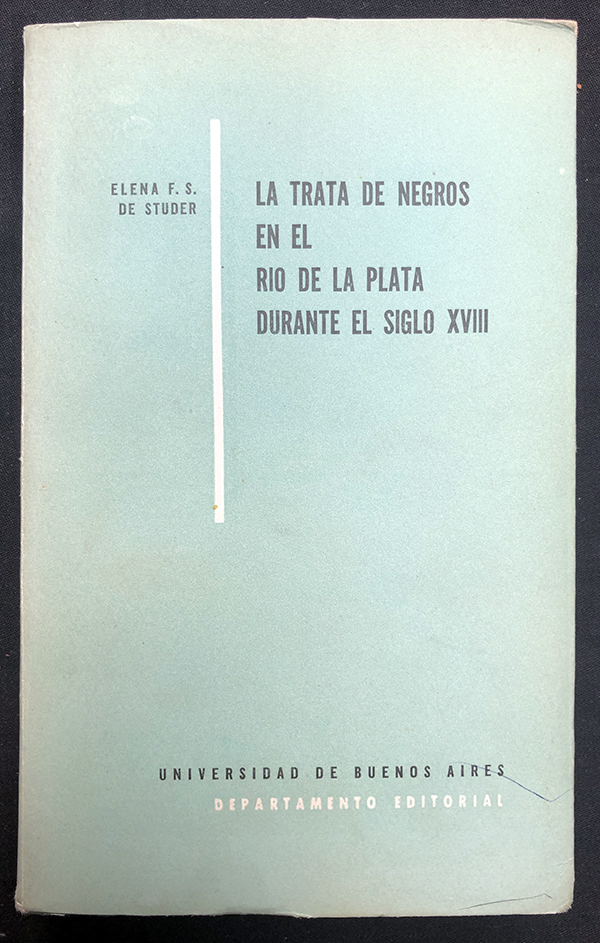 ELENA F. S.
DE STUDER
LA TRATA DE NEGROS
EN EL
RIO DE LA PLATA
DURANTE EL SIGLO XVIII
UNIVERSIDAD DE BUENOS AIRES
DEPARTAMENTO EDITORIAL